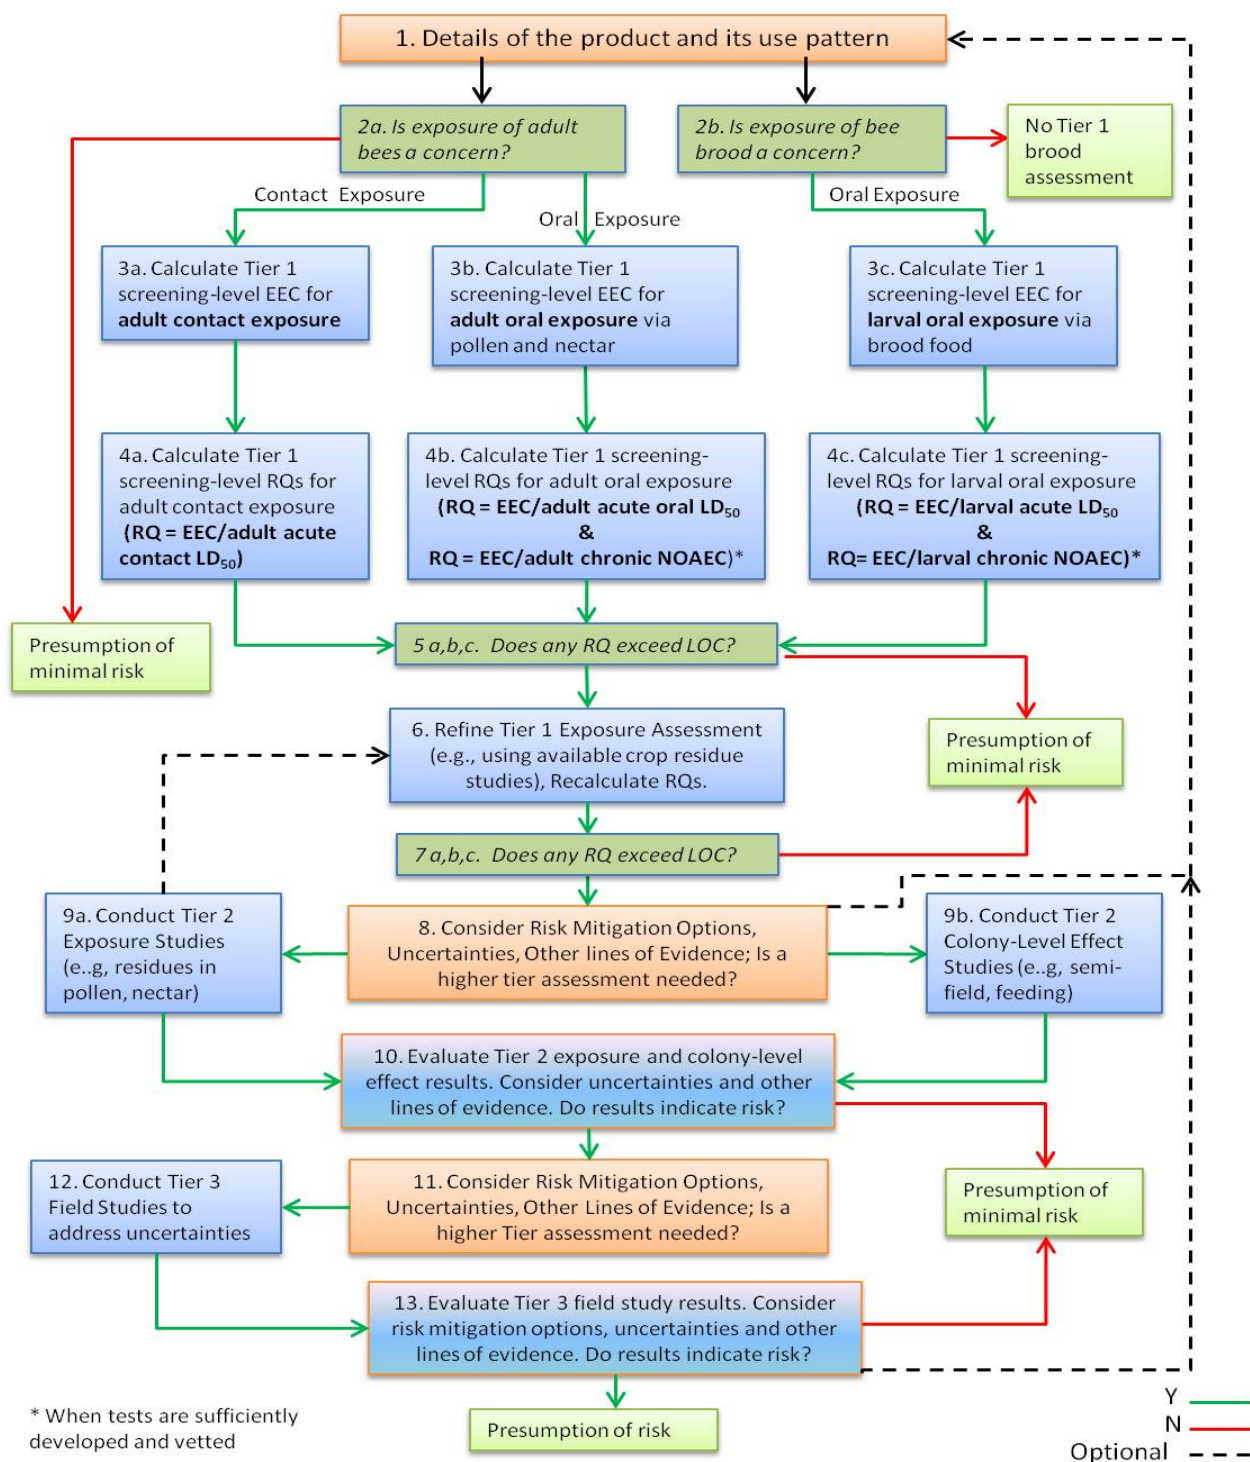 1. Details of the product and its use pattern
2a. Is exposure of adult
bees a concern?
2b. Is exposure of bee
brood a concern?
No Tier 1
brood
assessment
Contact Exposure
Oral Exposure
Oral Exposure
3a. Calculate Tier 1
screening-level EEC for
adult contact exposure
3b. Calculate Tier 1
screening-level EEC for
adult oral exposure via
pollen and nectar
3c. Calculate Tier 1
screening-level EEC for
larval oral exposure via
brood food
4a. Calculate Tier 1
screening-level RQs for
adult contact exposure
(RQ = EEC/adult acute
contact LD50)
4b. Calculate Tier 1 screening-
level RQs for adult oral exposure
(RQ = EEC/adult acute oral LD50
&
RQ = EEC/adult chronic NOAEC)*
4c. Calculate Tier 1 screening-
level RQs for larval oral exposure
(RQ = EEC/larval acute LD50
&
RQ= EEC/larval chronic NOAEC)*
Presumption of
minimal risk
5 a,b,c. Does any RQ exceed LOC?
6. Refine Tier 1 Exposure Assessment
(e.g., using available crop residue
studies), Recalculate RQs.
Presumption of
minimal risk
7 a,b,c. Does any RQ exceed LOC?
9a. Conduct Tier 2
Exposure Studies
(e..g, residues in
pollen, nectar)
8. Consider Risk Mitigation Options,
Uncertainties, Other lines of Evidence; Is a
higher tier assessment needed?
9b. Conduct Tier 2
Colony-Level Effect
Studies (e..g, semi-
field, feeding)
10. Evaluate Tier 2 exposure and colony-level
effect results. Consider uncertainties and other
lines of evidence. Do results indicate risk?
12. Conduct Tier 3
Field Studies to
address uncertainties
11. Consider Risk Mitigation Options,
Uncertainties, Other Lines of Evidence; Is a
higher Tier assessment needed?
Presumption of
minimal risk
13. Evaluate Tier 3 field study results. Consider
risk mitigation options, uncertainties and other
lines of evidence. Do results indicate risk?
* When tests are sufficiently
developed and vetted
Presumption of risk
Y
N
Optional